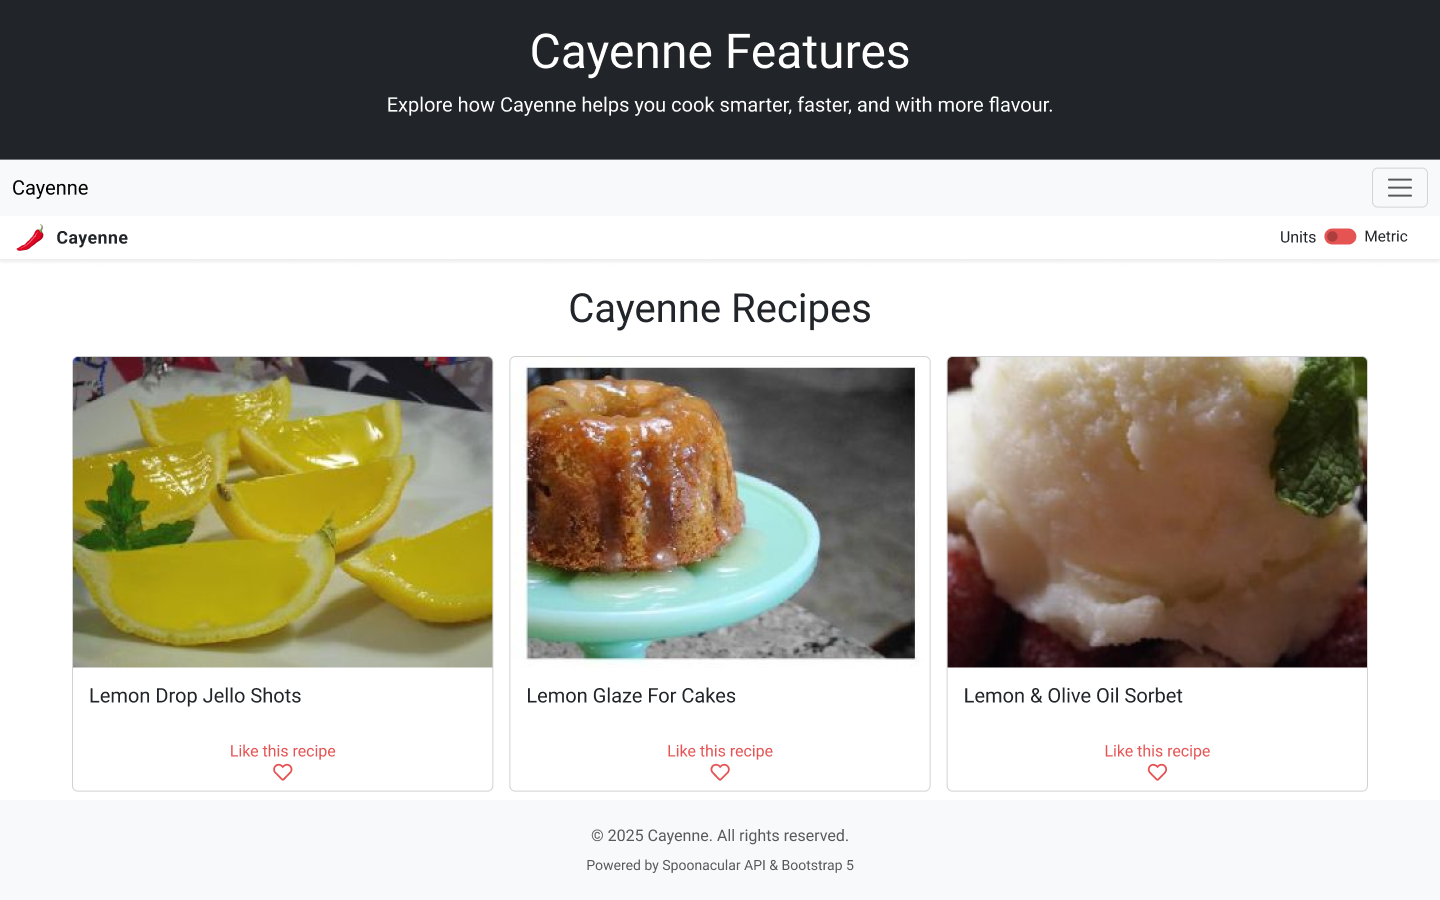 Cayenne Features
Explore how Cayenne helps you cook smarter, faster, and with more flavour.
Cayenne
Cayenne
Units Metric
Cayenne Recipes
Lemon Drop Jello Shots
Like this recipe
Lemon Glaze For Cakes
Like this recipe
Lemon & Olive Oil Sorbet
Like this recipe
© 2025 Cayenne. All rights reserved.
Powered by Spoonacular API & Bootstrap 5